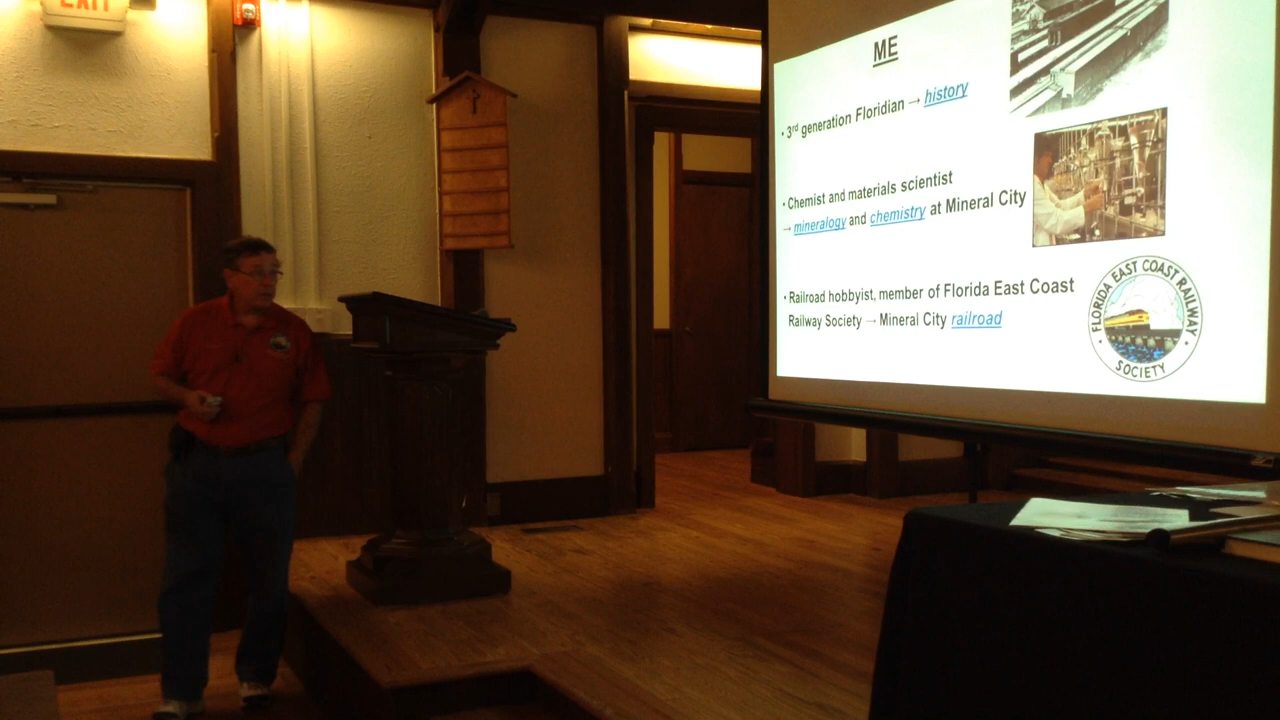 EXIT
ME
• 3rd generation Floridian → history
• Chemist and materials scientist
→ mineralogy and chemistry at Mineral City
• Railroad hobbyist, member of Florida East Coast
Railway Society → Mineral City railroad
FLORIDA EAST COAST RAILWAY
SOCIETY